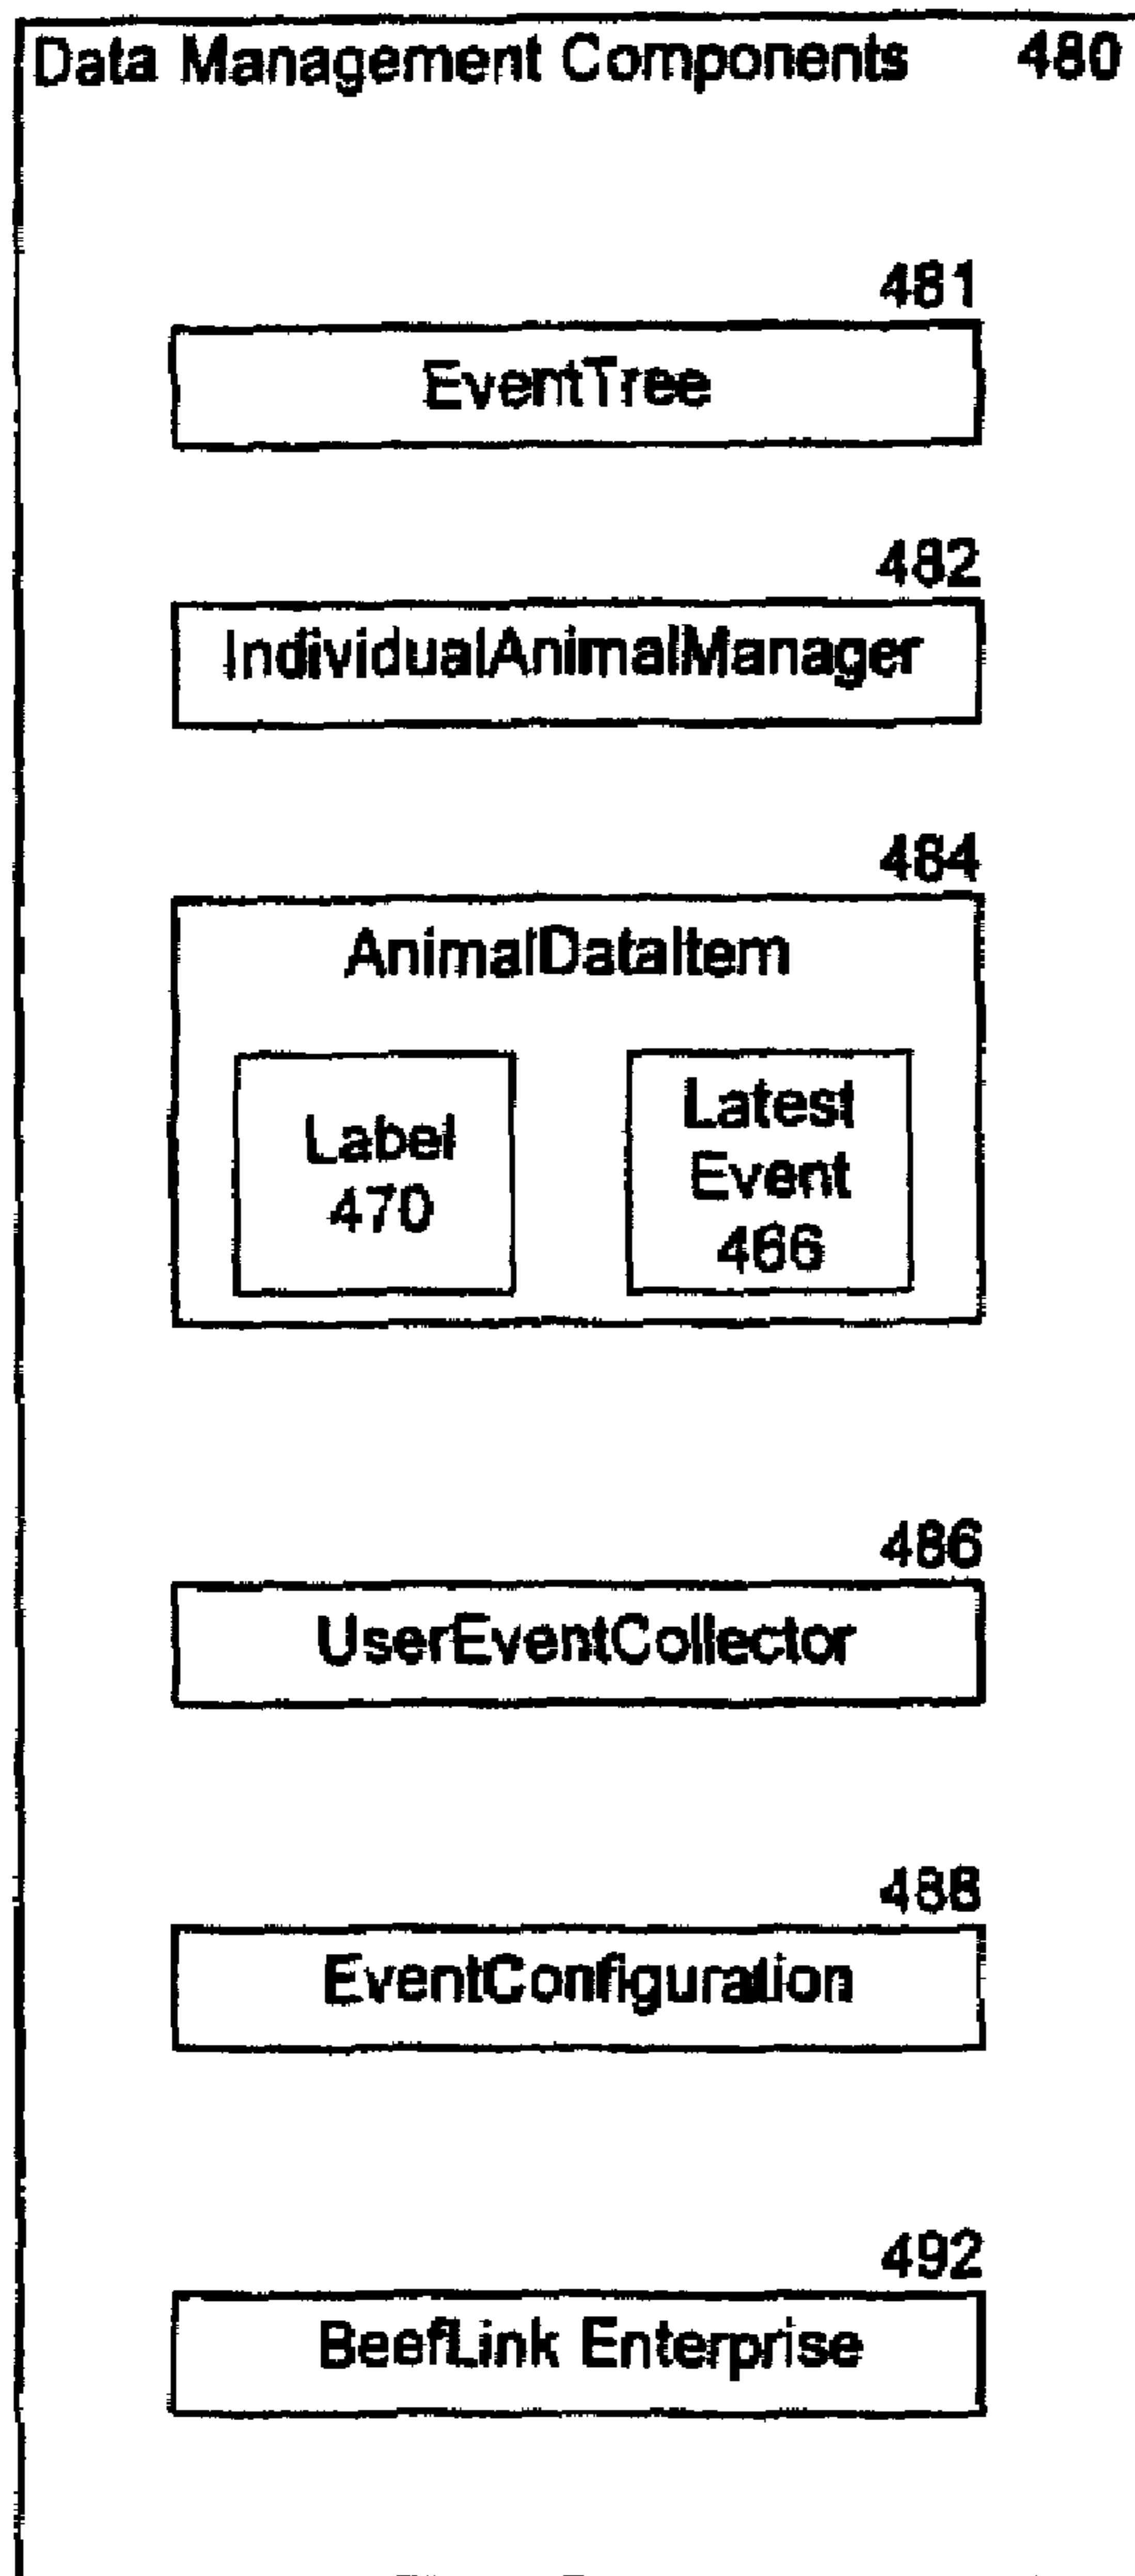 Data Management Components 480
481
EventTree
482
IndividualAnimalManager
484
AnimalDataItem
Label
470
Latest
Event
466
486
UserEventCollector
488
EventConfiguration
492
BeefLink Enterprise